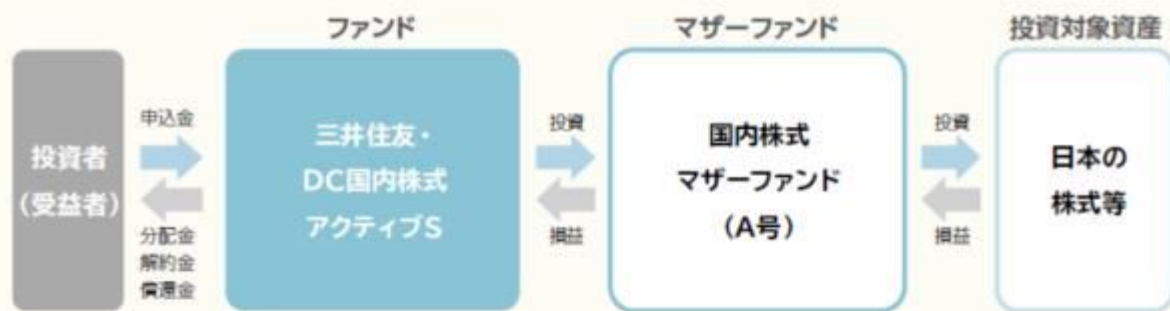 ファンド
マザーファンド
投資対象資産
投資者
(受益者)
申込金
分配金
解約金
償還金
三井住友・
DC国内株式
アクティブS
投資
損益
国内株式
マザーファンド
(A号)
投資
損益
日本の
株式等